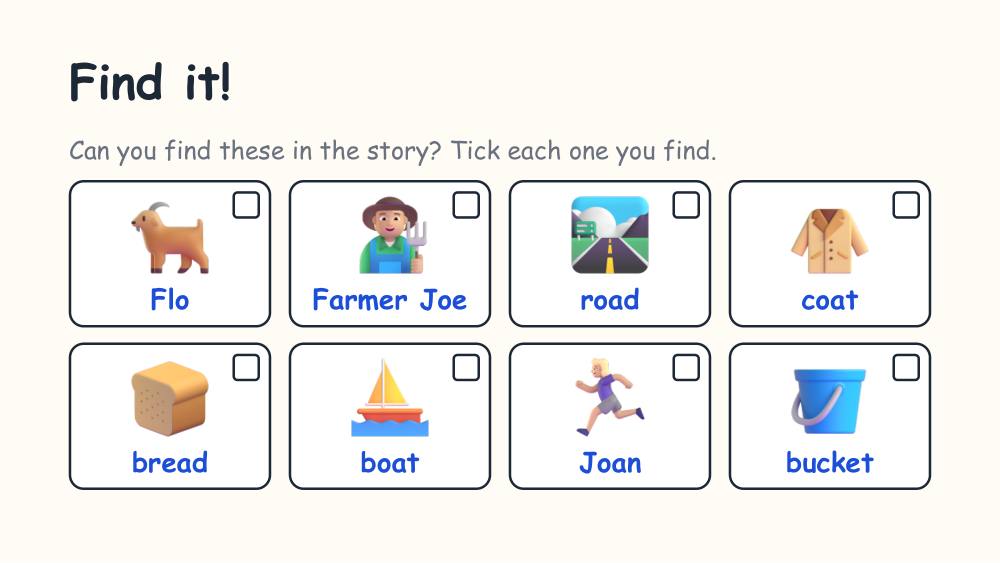 Find it!
Can you find these in the story? Tick each one you find.
Flo
Farmer Joe
road
coat
bread
boat
Joan
bucket